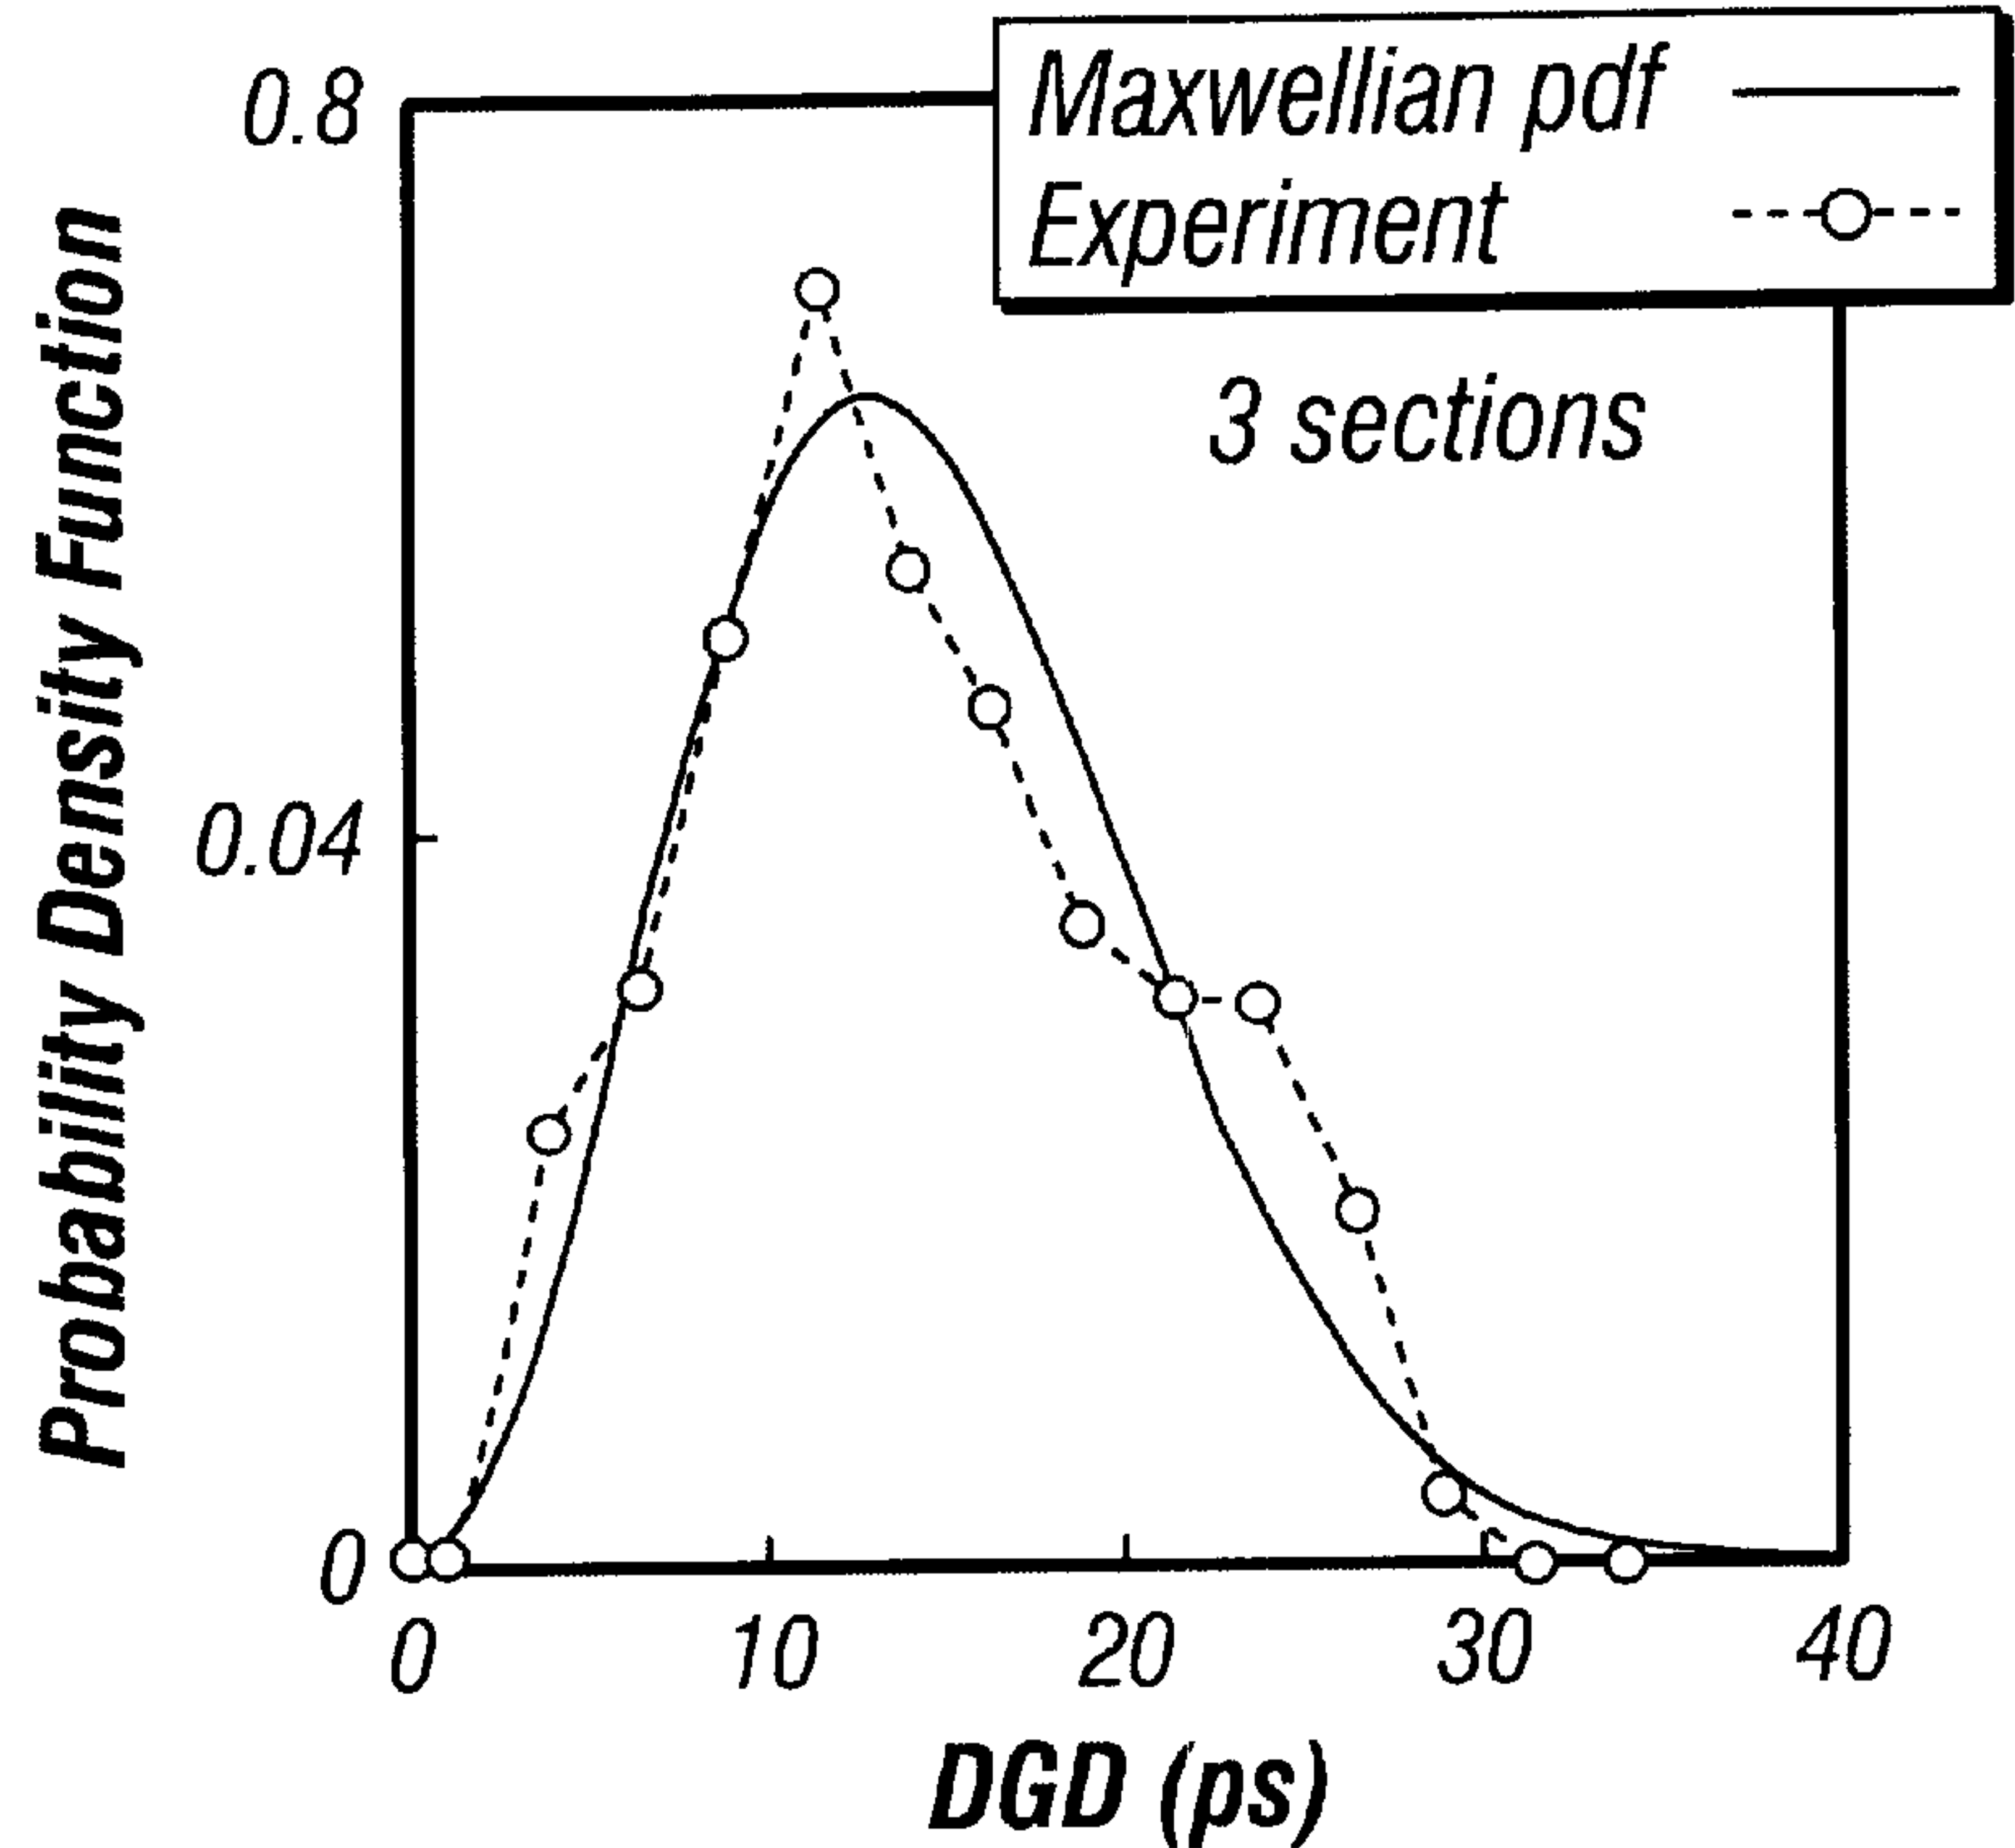 Maxwellian pdf
Experiment
3 sections
Probability Density Function
0.8
0.04
0
0 10 20 30 40
DGD (ps)